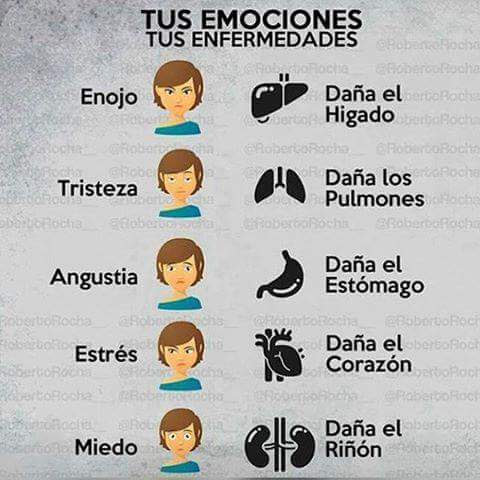 TUS EMOCIONES
TUS ENFERMEDADES
@RobertoRocha__
Enojo
Daña el
Higado
Tristeza
Daña los
Pulmones
Angustia
Daña el
Estómago
Estrés
Daña el
Corazón
Miedo
Daña el
Riñón